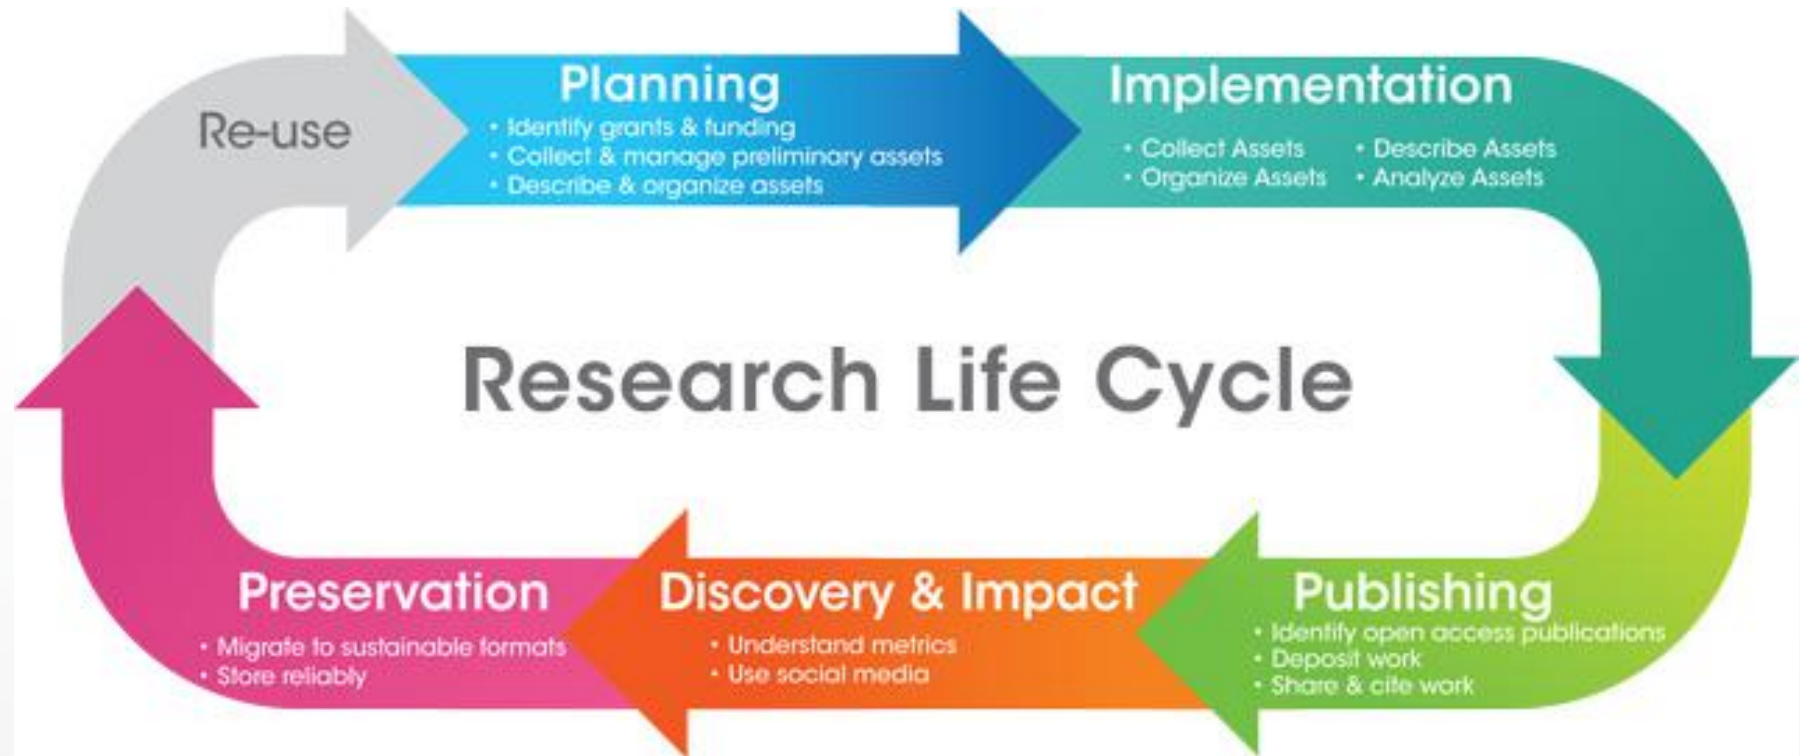 Re-use
Planning
• Identify grants & funding
• Collect & manage preliminary assets
• Describe & organize assets
Implementation
• Collect Assets
• Organize Assets
• Describe Assets
• Analyze Assets
Research Life Cycle
Publishing
• Identify open access publications
• Deposit work
• Share & cite work
Discovery & Impact
• Understand metrics
• Use social media
Preservation
• Migrate to sustainable formats
• Store reliably